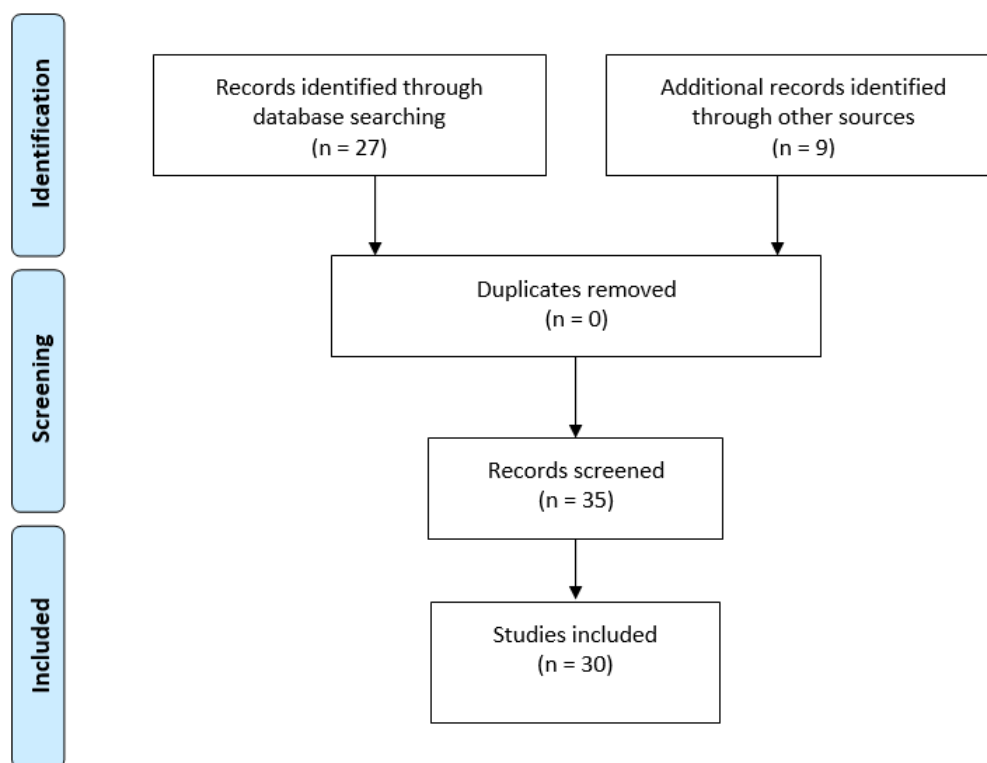 Identification
Records identified through
database searching
(n = 27)
Additional records identified
through other sources
(n = 9)
Screening
Duplicates removed
(n = 0)
Records screened
(n = 35)
Included
Studies included
(n = 30)